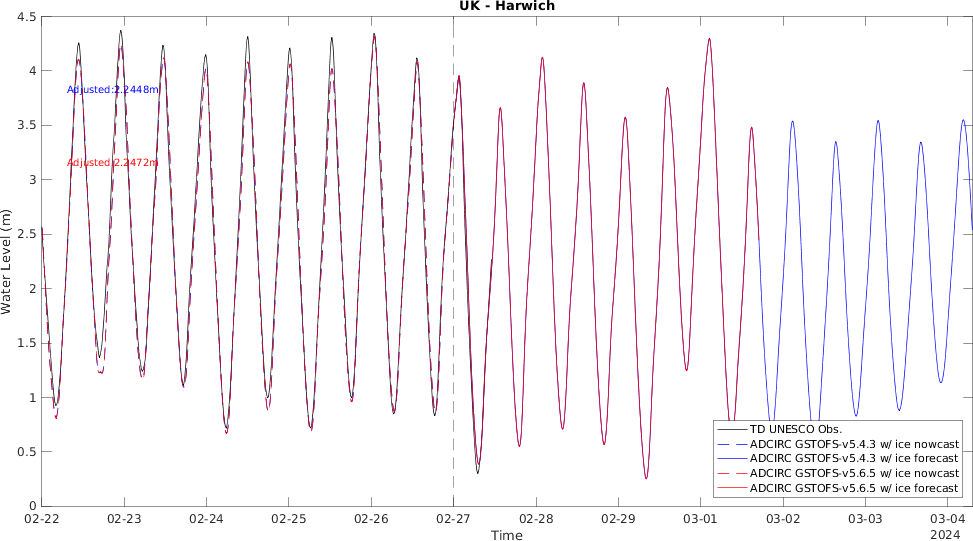 UK - Harwich
4.5
4
3.5
3
2.5
2
1.5
1
0.5
0
Water Level (m)
Adjusted:2.2448m
Adjusted:2.2472m
TD UNESCO Obs.
ADCIRC GSTOFS-v5.4.3 w/ ice nowcast
ADCIRC GSTOFS-v5.4.3 w/ ice forecast
ADCIRC GSTOFS-v5.6.5 w/ ice nowcast
ADCIRC GSTOFS-v5.6.5 w/ ice forecast
02-22 02-23 02-24 02-25 02-26 02-27 02-28 02-29 03-01 03-02 03-03 03-04
Time
2024